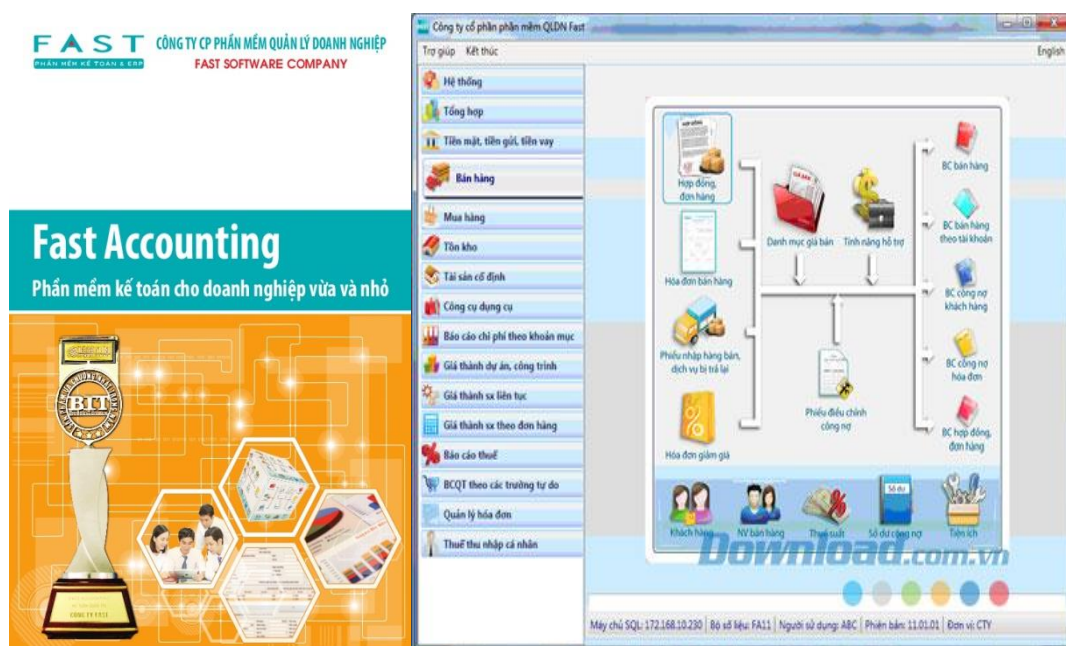 FAST
PHẦN MỀM KẾ TOÁN & ERP
CÔNG TY CP PHẦN MỀM QUẢN LÝ DOANH NGHIỆP
FAST SOFTWARE COMPANY
Fast Accounting
Phần mềm kế toán cho doanh nghiệp vừa và nhỏ
BIT
CÔNG TY FAST
Công ty cổ phần phần mềm QLDN Fast
Trợ giúp Kết thúc
English
Hệ thống
Tổng hợp
Tiền mặt, tiền gửi, tiền vay
Bán hàng
Mua hàng
Tồn kho
Tài sản cố định
Công cụ dụng cụ
Báo cáo chi phí theo khoản mục
Giá thành dự án, công trình
Giá thành sx liên tục
Giá thành sx theo đơn hàng
Báo cáo thuế
BCQT theo các trường tự do
Quản lý hóa đơn
Thuế thu nhập cá nhân
HỢP ĐỒNG
Hợp đồng,
đơn hàng
Hóa đơn bán hàng
Phiếu nhập hàng bán,
dịch vụ bị trả lại
Hóa đơn giảm giá
GIÁ BÁN
Danh mục giá bán
Tính năng hỗ trợ
Phiếu điều chỉnh
công nợ
BC bán hàng
BC bán hàng
theo tài khoản
BC công nợ
khách hàng
BC công nợ
hóa đơn
BC hợp đồng,
đơn hàng
Khách hàng
NV bán hàng
Thuế suất
Số dư
Số dư công nợ
Tiện ích
Download.com.vn
Máy chủ SQL: 172.168.10.230 Bộ số liệu: FA11 Người sử dụng: ABC Phiên bản: 11.01.01 Đơn vị: CTY